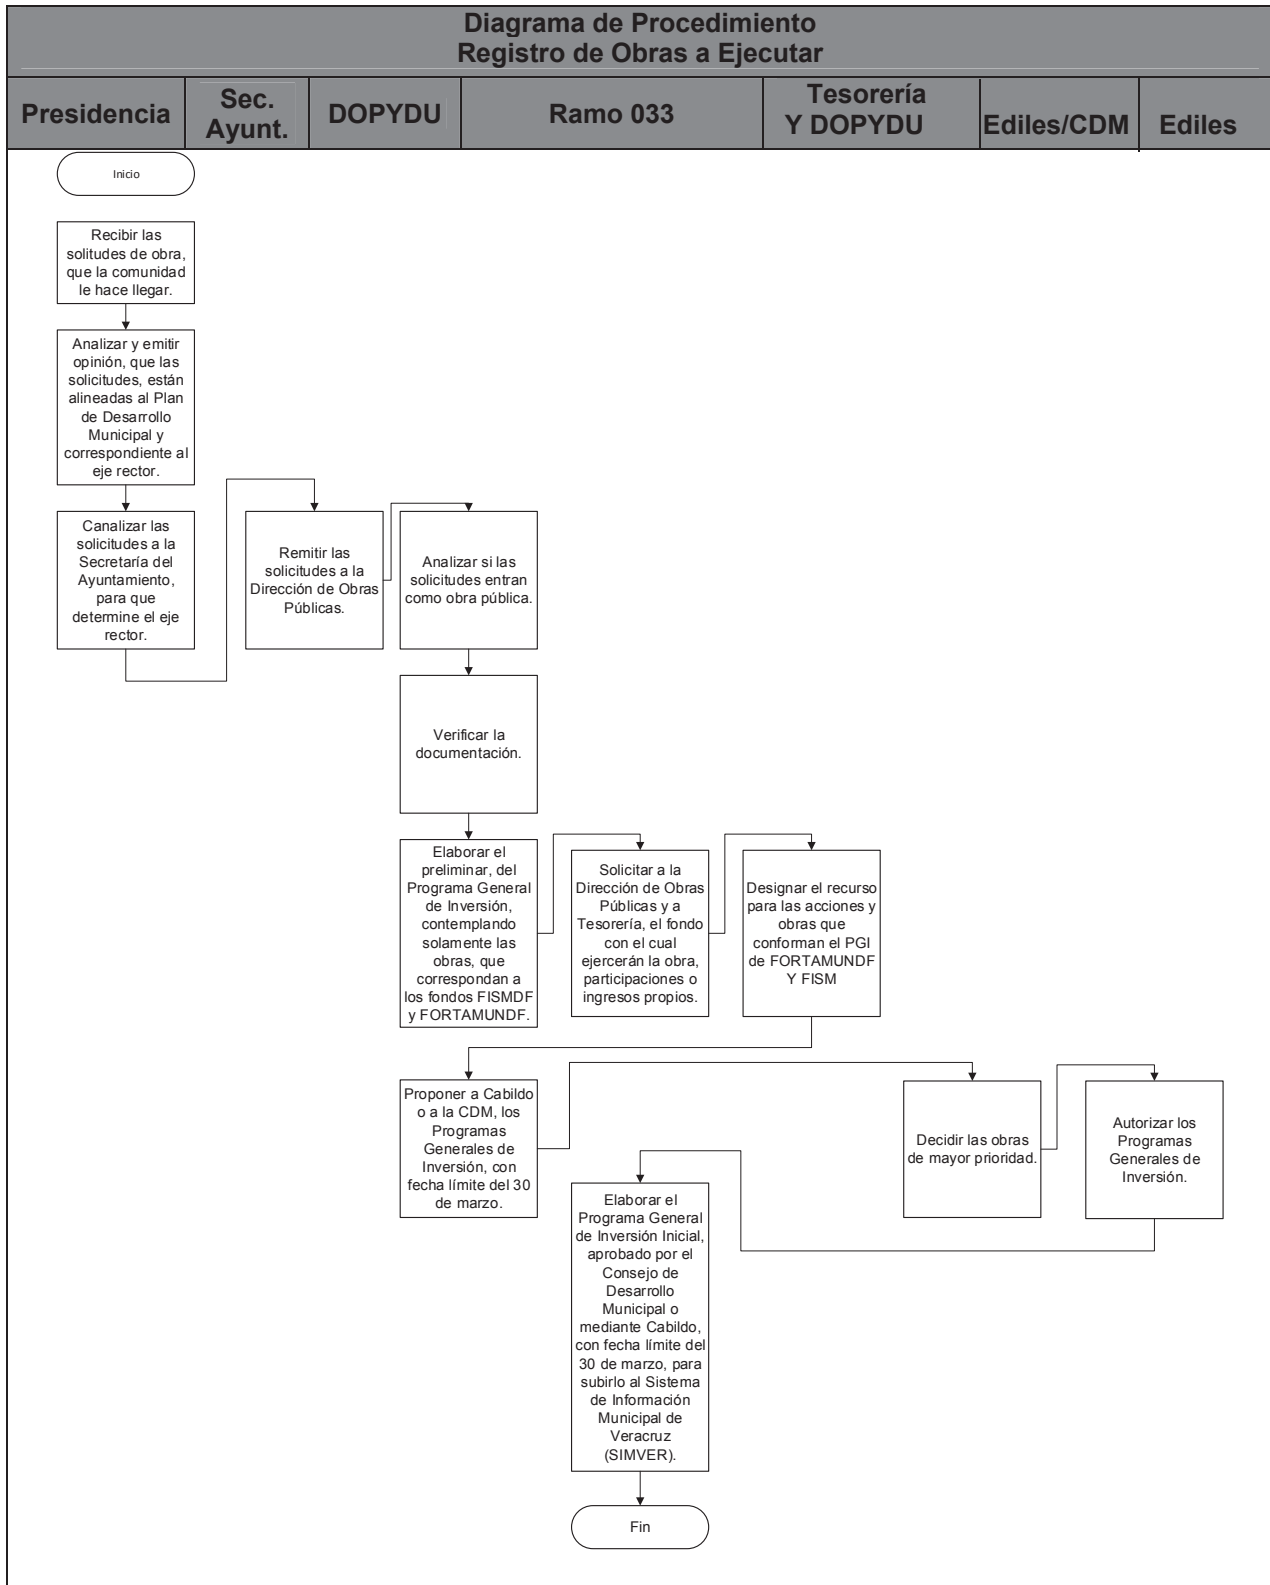 Diagrama de Procedimiento
Registro de Obras a Ejecutar
Presidencia
Sec.
Ayunt.
DOPYDU
Ramo 033
Tesorería
Y DOPYDU
Ediles/CDM
Ediles
Inicio
Recibir las
solitudes de obra,
que la comunidad
le hace llegar.
Analizar y emitir
opinión, que las
solicitudes, están
alineadas al Plan
de Desarrollo
Municipal y
correspondiente al
eje rector.
Canalizar las
solicitudes a la
Secretaría del
Ayuntamiento,
para que
determine el eje
rector.
Remitir las
solicitudes a la
Dirección de Obras
Públicas.
Analizar si las
solicitudes entran
como obra pública.
Verificar la
documentación.
Elaborar el
preliminar, del
Programa General
de Inversión,
contemplando
solamente las
obras, que
correspondan a
los fondos FISMDF
y FORTAMUNDF.
Solicitar a la
Dirección de Obras
Públicas y a
Tesorería, el fondo
con el cual
ejercerán la obra,
participaciones o
ingresos propios.
Designar el recurso
para las acciones y
obras que
conforman el PGI
de FORTAMUNDF
Y FISM
Proponer a Cabildo
o a la CDM, los
Programas
Generales de
Inversión, con
fecha límite del 30
de marzo.
Decidir las obras
de mayor prioridad.
Autorizar los
Programas
Generales de
Inversión.
Elaborar el
Programa General
de Inversión Inicial,
aprobado por el
Consejo de
Desarrollo
Municipal o
mediante Cabildo,
con fecha límite del
30 de marzo, para
subirlo al Sistema
de Información
Municipal de
Veracruz
(SIMVER).
Fin